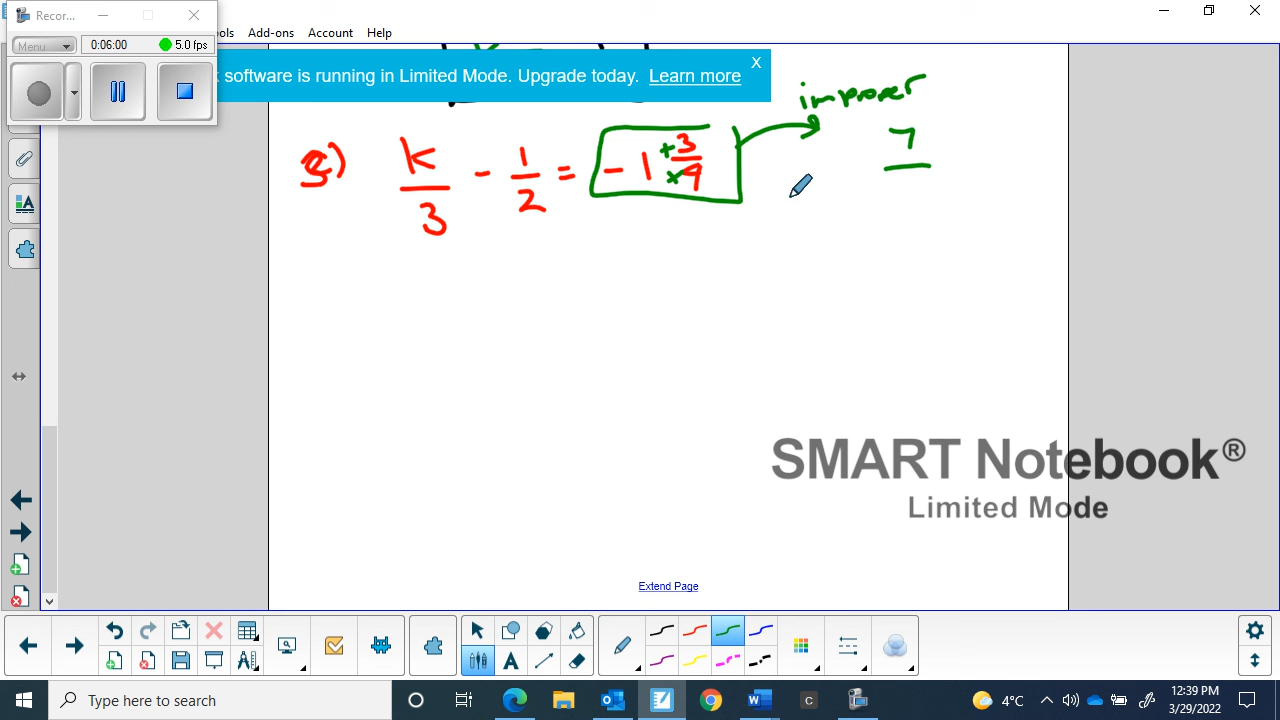 Recor...
Menu
0:06:00
5.0 fps
ols Add-ons Account Help
k software is running in Limited Mode. Upgrade today. Learn more X
improper
3) k/3 - 1/2 = - 1 + 3/4 x
7
SMART Notebook®
Limited Mode
Extend Page
A
A
Type here to search
C
4°C
12:39 PM
3/29/2022